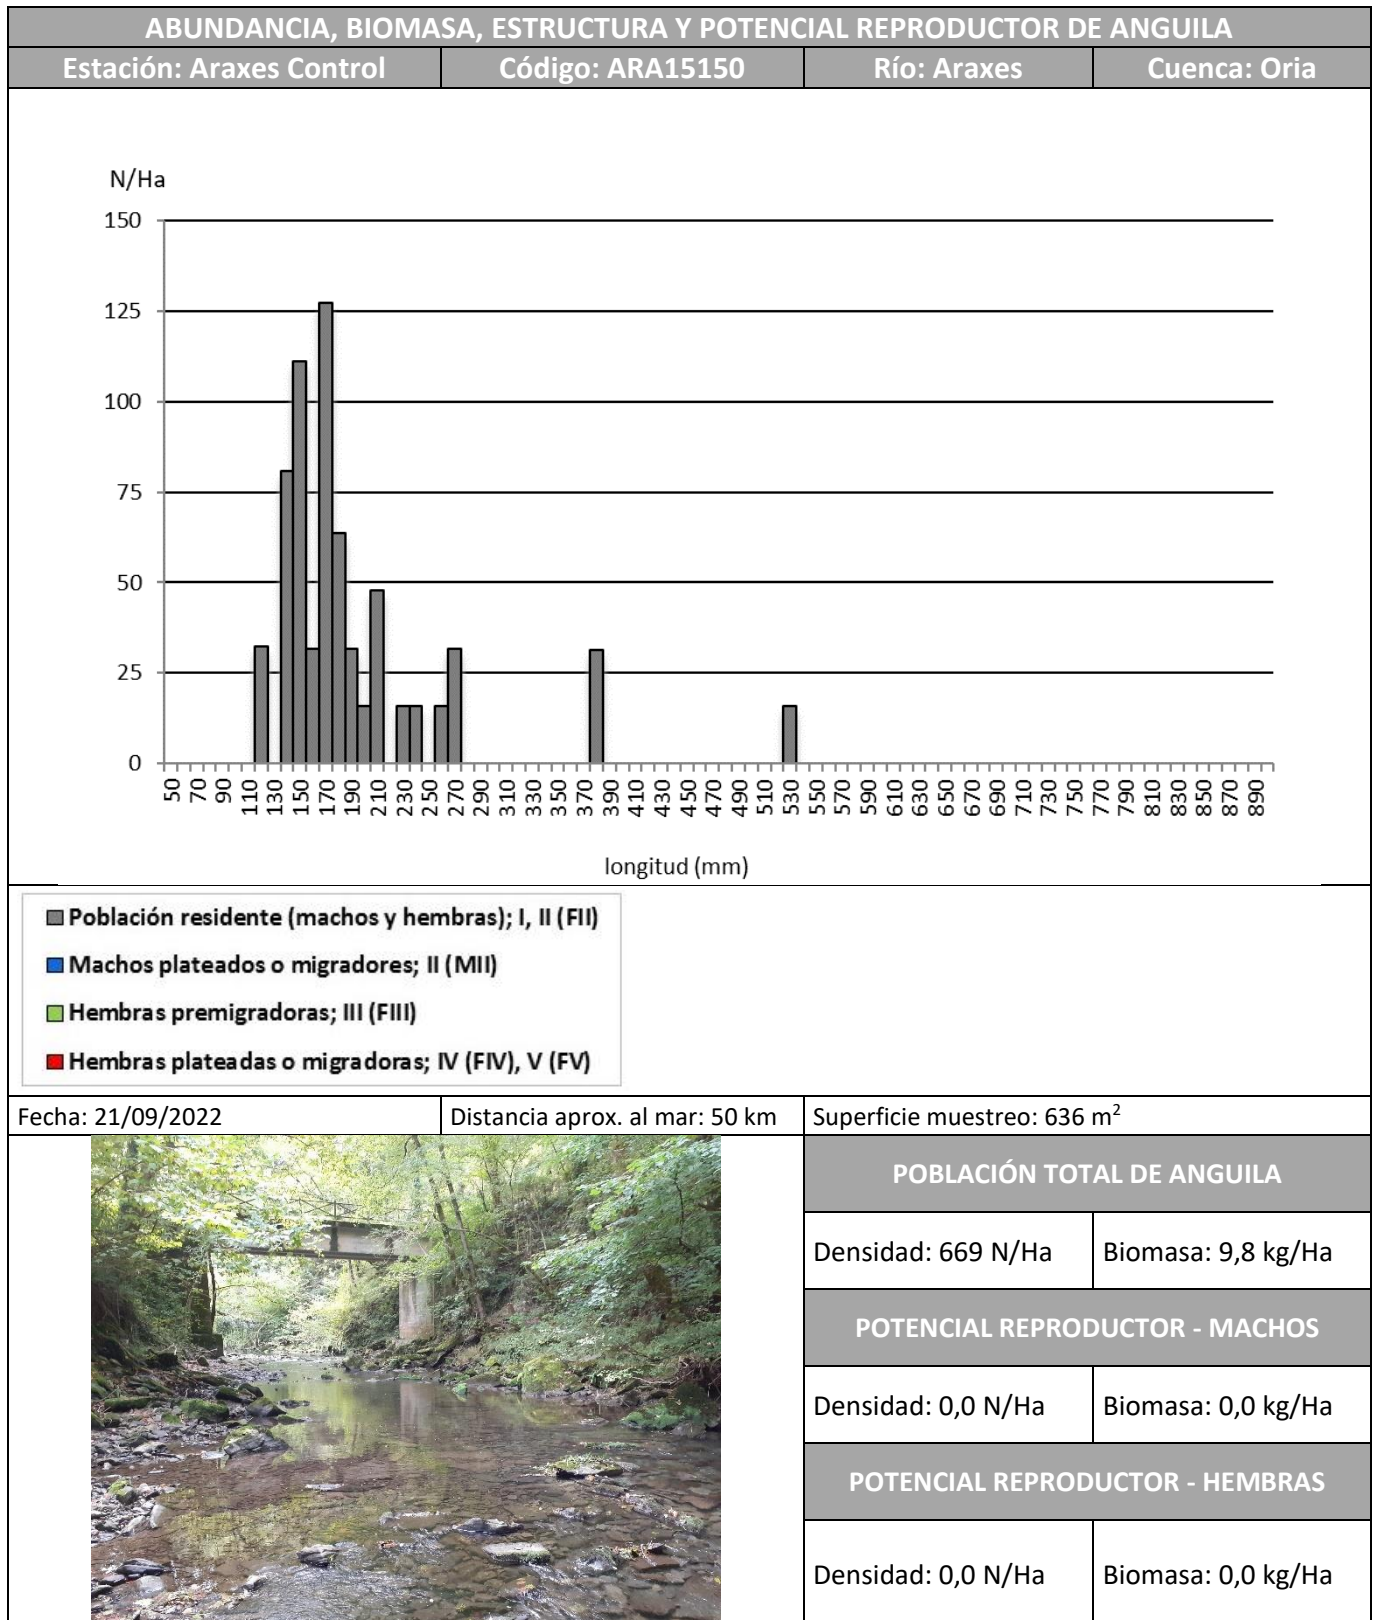 ABUNDANCIA, BIOMASA, ESTRUCTURA Y POTENCIAL REPRODUCTOR DE ANGUILA
Estación: Araxes Control Código: ARA15150 Río: Araxes Cuenca: Oria
N/Ha
150
125
100
75
50
25
0
50 70 90 110 130 150 170 190 210 230 250 270 290 310 330 350 370 390 410 430 450 470 490 510 530 550 570 590 610 630 650 670 690 710 730 750 770 790 810 830 850 870 890
longitud (mm)
Población residente (machos y hembras); I, II (FII)
Machos plateados o migradores; II (MII)
Hembras premigradoras; III (FIII)
Hembras plateadas o migradoras; IV (FIV), V (FV)
Fecha: 21/09/2022 Distancia aprox. al mar: 50 km Superficie muestreo: 636 m²
POBLACIÓN TOTAL DE ANGUILA
Densidad: 669 N/Ha Biomasa: 9,8 kg/Ha
POTENCIAL REPRODUCTOR - MACHOS
Densidad: 0,0 N/Ha Biomasa: 0,0 kg/Ha
POTENCIAL REPRODUCTOR - HEMBRAS
Densidad: 0,0 N/Ha Biomasa: 0,0 kg/Ha